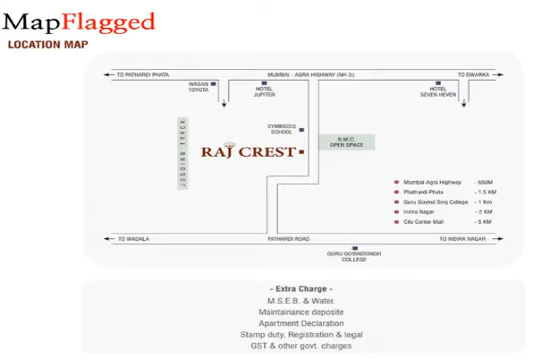 MapFlagged
LOCATION MAP
TO PATHARDI PHATA
MUMBAI - AGRA HIGHWAY (NH-3)
TO DWARKA
WASAN
TOYOTA
HOTEL
JUPITER
HOTEL
SEVEN HEVEN
SYMBIOSIS
SCHOOL
N.M.C.
OPEN SPACE
JOGGING TRACK
RAJ CREST
Mumbai-Agra Highway - 650M
Phathardi Phata - 1.5 KM
Guru Govind Sing College - 1 Km
Indira Nagar - 2 KM
City Center Mall - 5 KM
TO WADALA
PATHARDI ROAD
TO INDIRA NAGAR
GURU GOBINDSINGH
COLLEGE
- Extra Charge -
M.S.E.B. & Water.
Maintainance deposite
Apartment Declaration
Stamp duty, Registration & legal
GST & other govt. charges